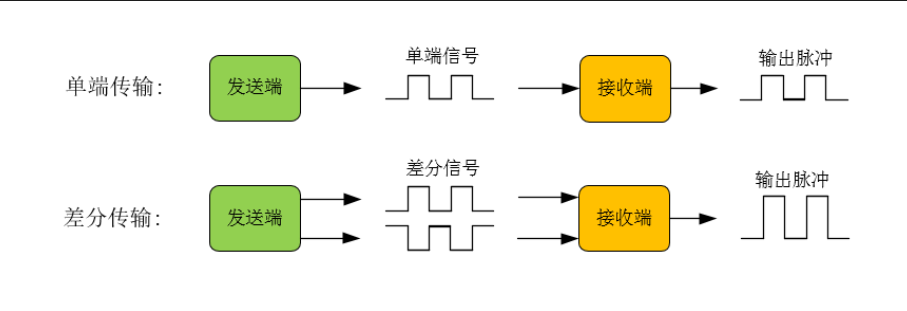 单端传输:
发送端
单端信号
接收端
输出脉冲
差分传输:
发送端
差分信号
接收端
输出脉冲